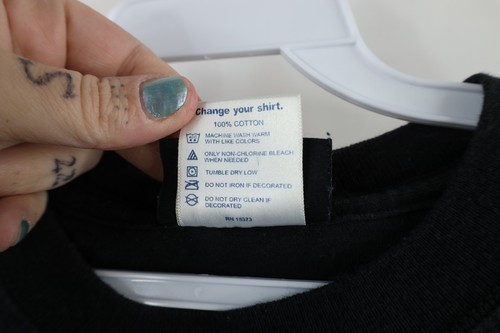 Change your shirt.
100% COTTON
MACHINE WASH WARM
WITH LIKE COLORS
ONLY NON-CHLORINE BLEACH
WHEN NEEDED
TUMBLE DRY LOW
DO NOT IRON IF DECORATED
DO NOT DRY CLEAN IF
DECORATED